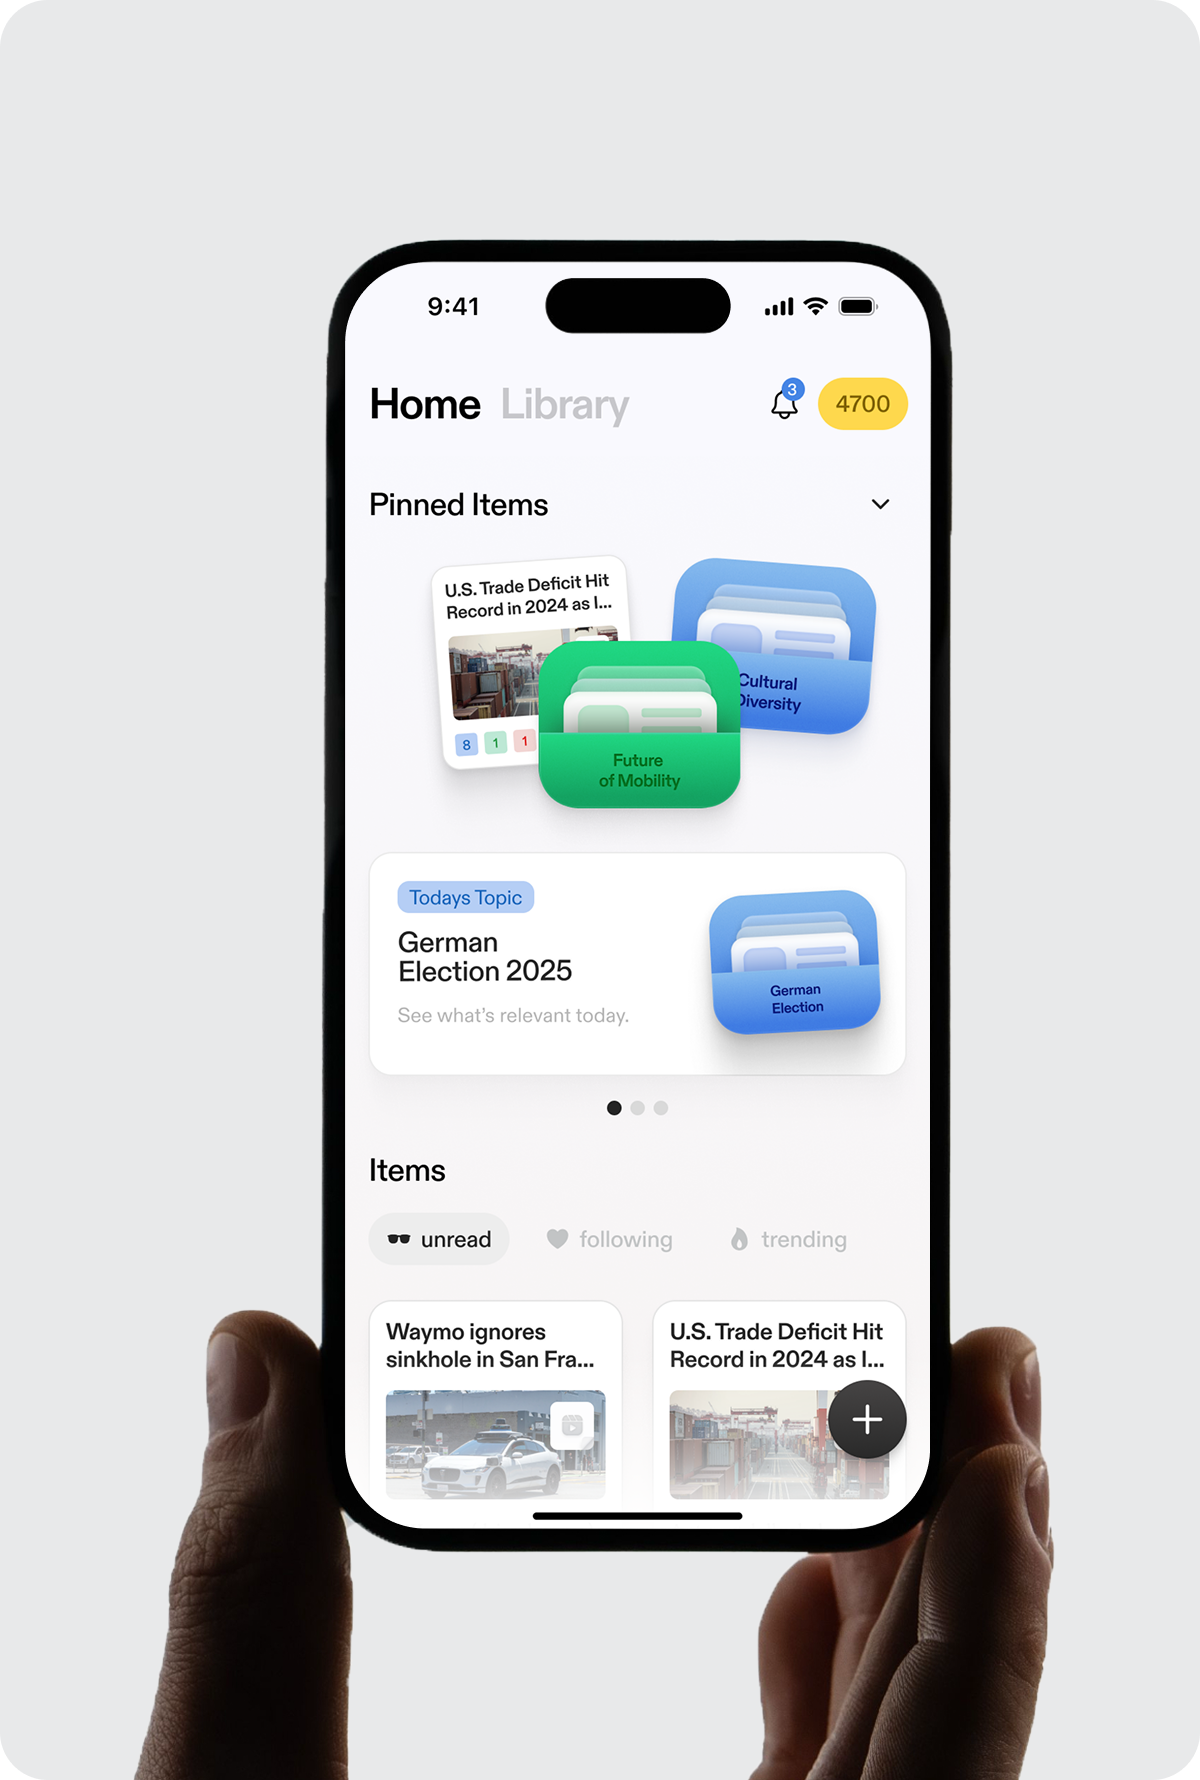 9:41
Home Library
3
4700
Pinned Items
U.S. Trade Deficit Hit
Record in 2024 as I...
8 1 1
Cultural
Diversity
Future
of Mobility
Todays Topic
German
Election 2025
See what's relevant today.
German
Election
Items
unread following trending
Waymo ignores
sinkhole in San Fra...
U.S. Trade Deficit Hit
Record in 2024 as I...